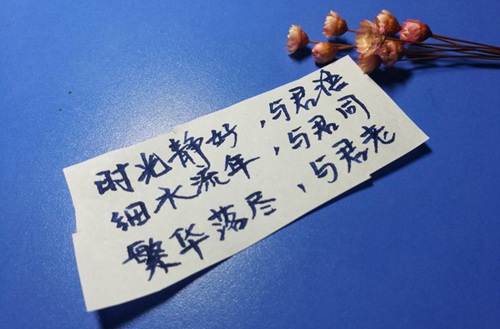 时光静好，与君语
细水流年，与君同
繁华落尽，与君老